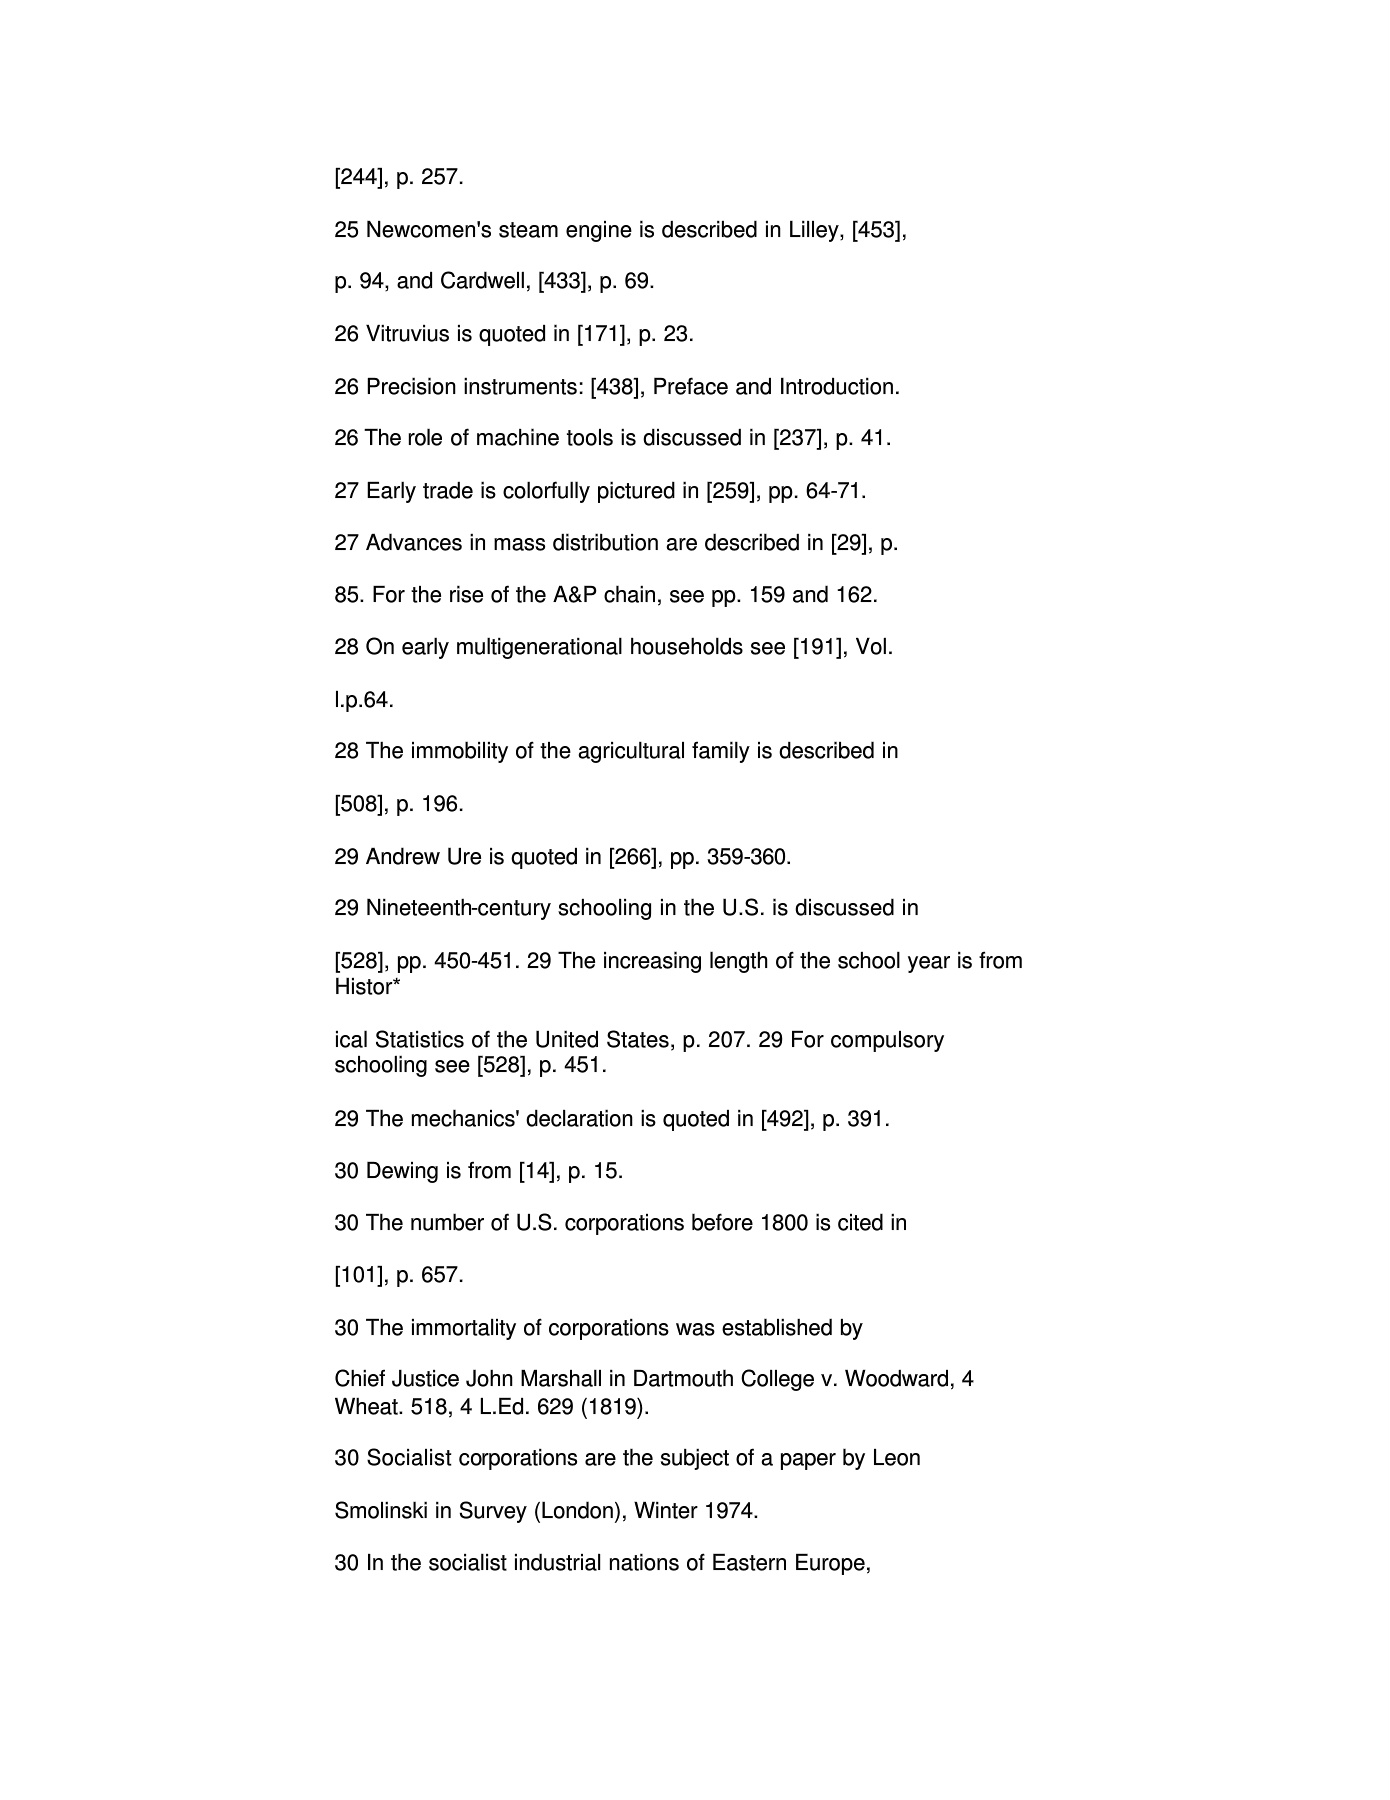 [244], p. 257.
25 Newcomen's steam engine is described in Lilley, [453],
p. 94, and Cardwell, [433], p. 69.
26 Vitruvius is quoted in [171], p. 23.
26 Precision instruments: [438], Preface and Introduction.
26 The role of machine tools is discussed in [237], p. 41.
27 Early trade is colorfully pictured in [259], pp. 64-71.
27 Advances in mass distribution are described in [29], p.
85. For the rise of the A&P chain, see pp. 159 and 162.
28 On early multigenerational households see [191], Vol.
l.p.64.
28 The immobility of the agricultural family is described in
[508], p. 196.
29 Andrew Ure is quoted in [266], pp. 359-360.
29 Nineteenth-century schooling in the U.S. is discussed in
[528], pp. 450-451. 29 The increasing length of the school year is from
Histor*
ical Statistics of the United States, p. 207. 29 For compulsory
schooling see [528], p. 451.
29 The mechanics' declaration is quoted in [492], p. 391.
30 Dewing is from [14], p. 15.
30 The number of U.S. corporations before 1800 is cited in
[101], p. 657.
30 The immortality of corporations was established by
Chief Justice John Marshall in Dartmouth College v. Woodward, 4
Wheat. 518, 4 L.Ed. 629 (1819).
30 Socialist corporations are the subject of a paper by Leon
Smolinski in Survey (London), Winter 1974.
30 In the socialist industrial nations of Eastern Europe,